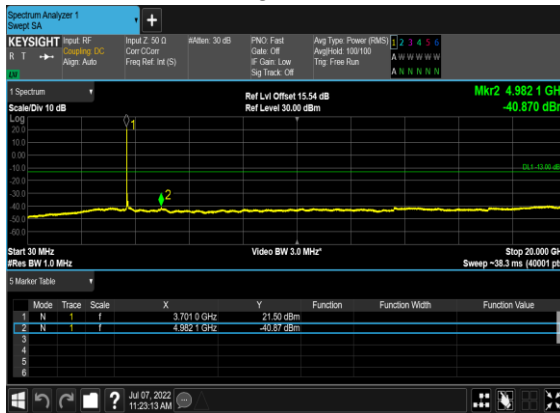 Spectrum Analyzer 1
Swept SA
+
KEYSIGHT Input: RF Input Z: 50 Ω #Atten: 30 dB PNO: Fast Avg Type: Power (RMS) 1 2 3 4 5 6
R T Coupling: DC Corr CCorr Gate: Off Avg|Hold: 100/100 A W W W W W
Align: Auto Freq Ref: Int (S) IF Gain: Low Trig: Free Run
Sig Track: Off A N N N N N
1 Spectrum Ref Lvl Offset 15.54 dB Mkr2 4.982 1 GH
Scale/Div 10 dB Ref Level 30.00 dBm -40.870 dBr
Log
20.0
10.0
0.00
-10.0
-20.0
-30.0
-40.0
-50.0
-60.0
1
2
DL1 -13.00 dB
Start 30 MHz Video BW 3.0 MHz* Stop 20.000 GH
#Res BW 1.0 MHz Sweep ~38.3 ms (40001 pt
5 Marker Table
Mode Trace Scale X Y Function Function Width Function Value
1 N 1 f 3.701 0 GHz 21.50 dBm
2 N 1 f 4.982 1 GHz -40.87 dBm
3
4
5
6
? Jul 07, 2022
11:23:13 AM